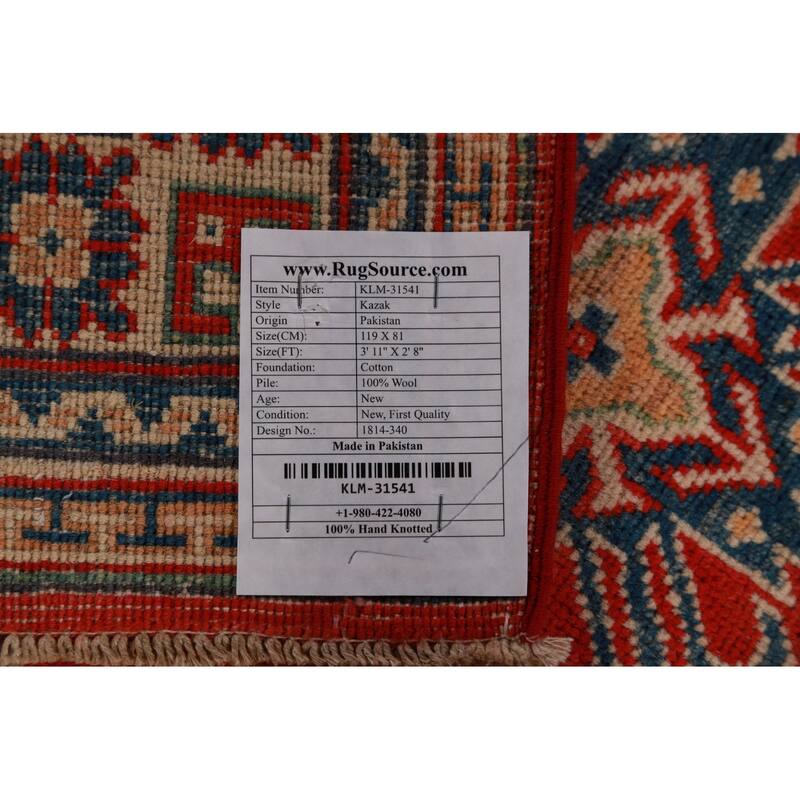 www.RugSource.com
Item Number: KLM-31541
Style Kazak
Origin Pakistan
Size(CM): 119 X 81
Size(FT): 3' 11" X 2' 8"
Foundation: Cotton
Pile: 100% Wool
Age: New
Condition: New, First Quality
Design No.: 1814-340
Made in Pakistan
KLM-31541
+1-980-422-4080
100% Hand Knotted